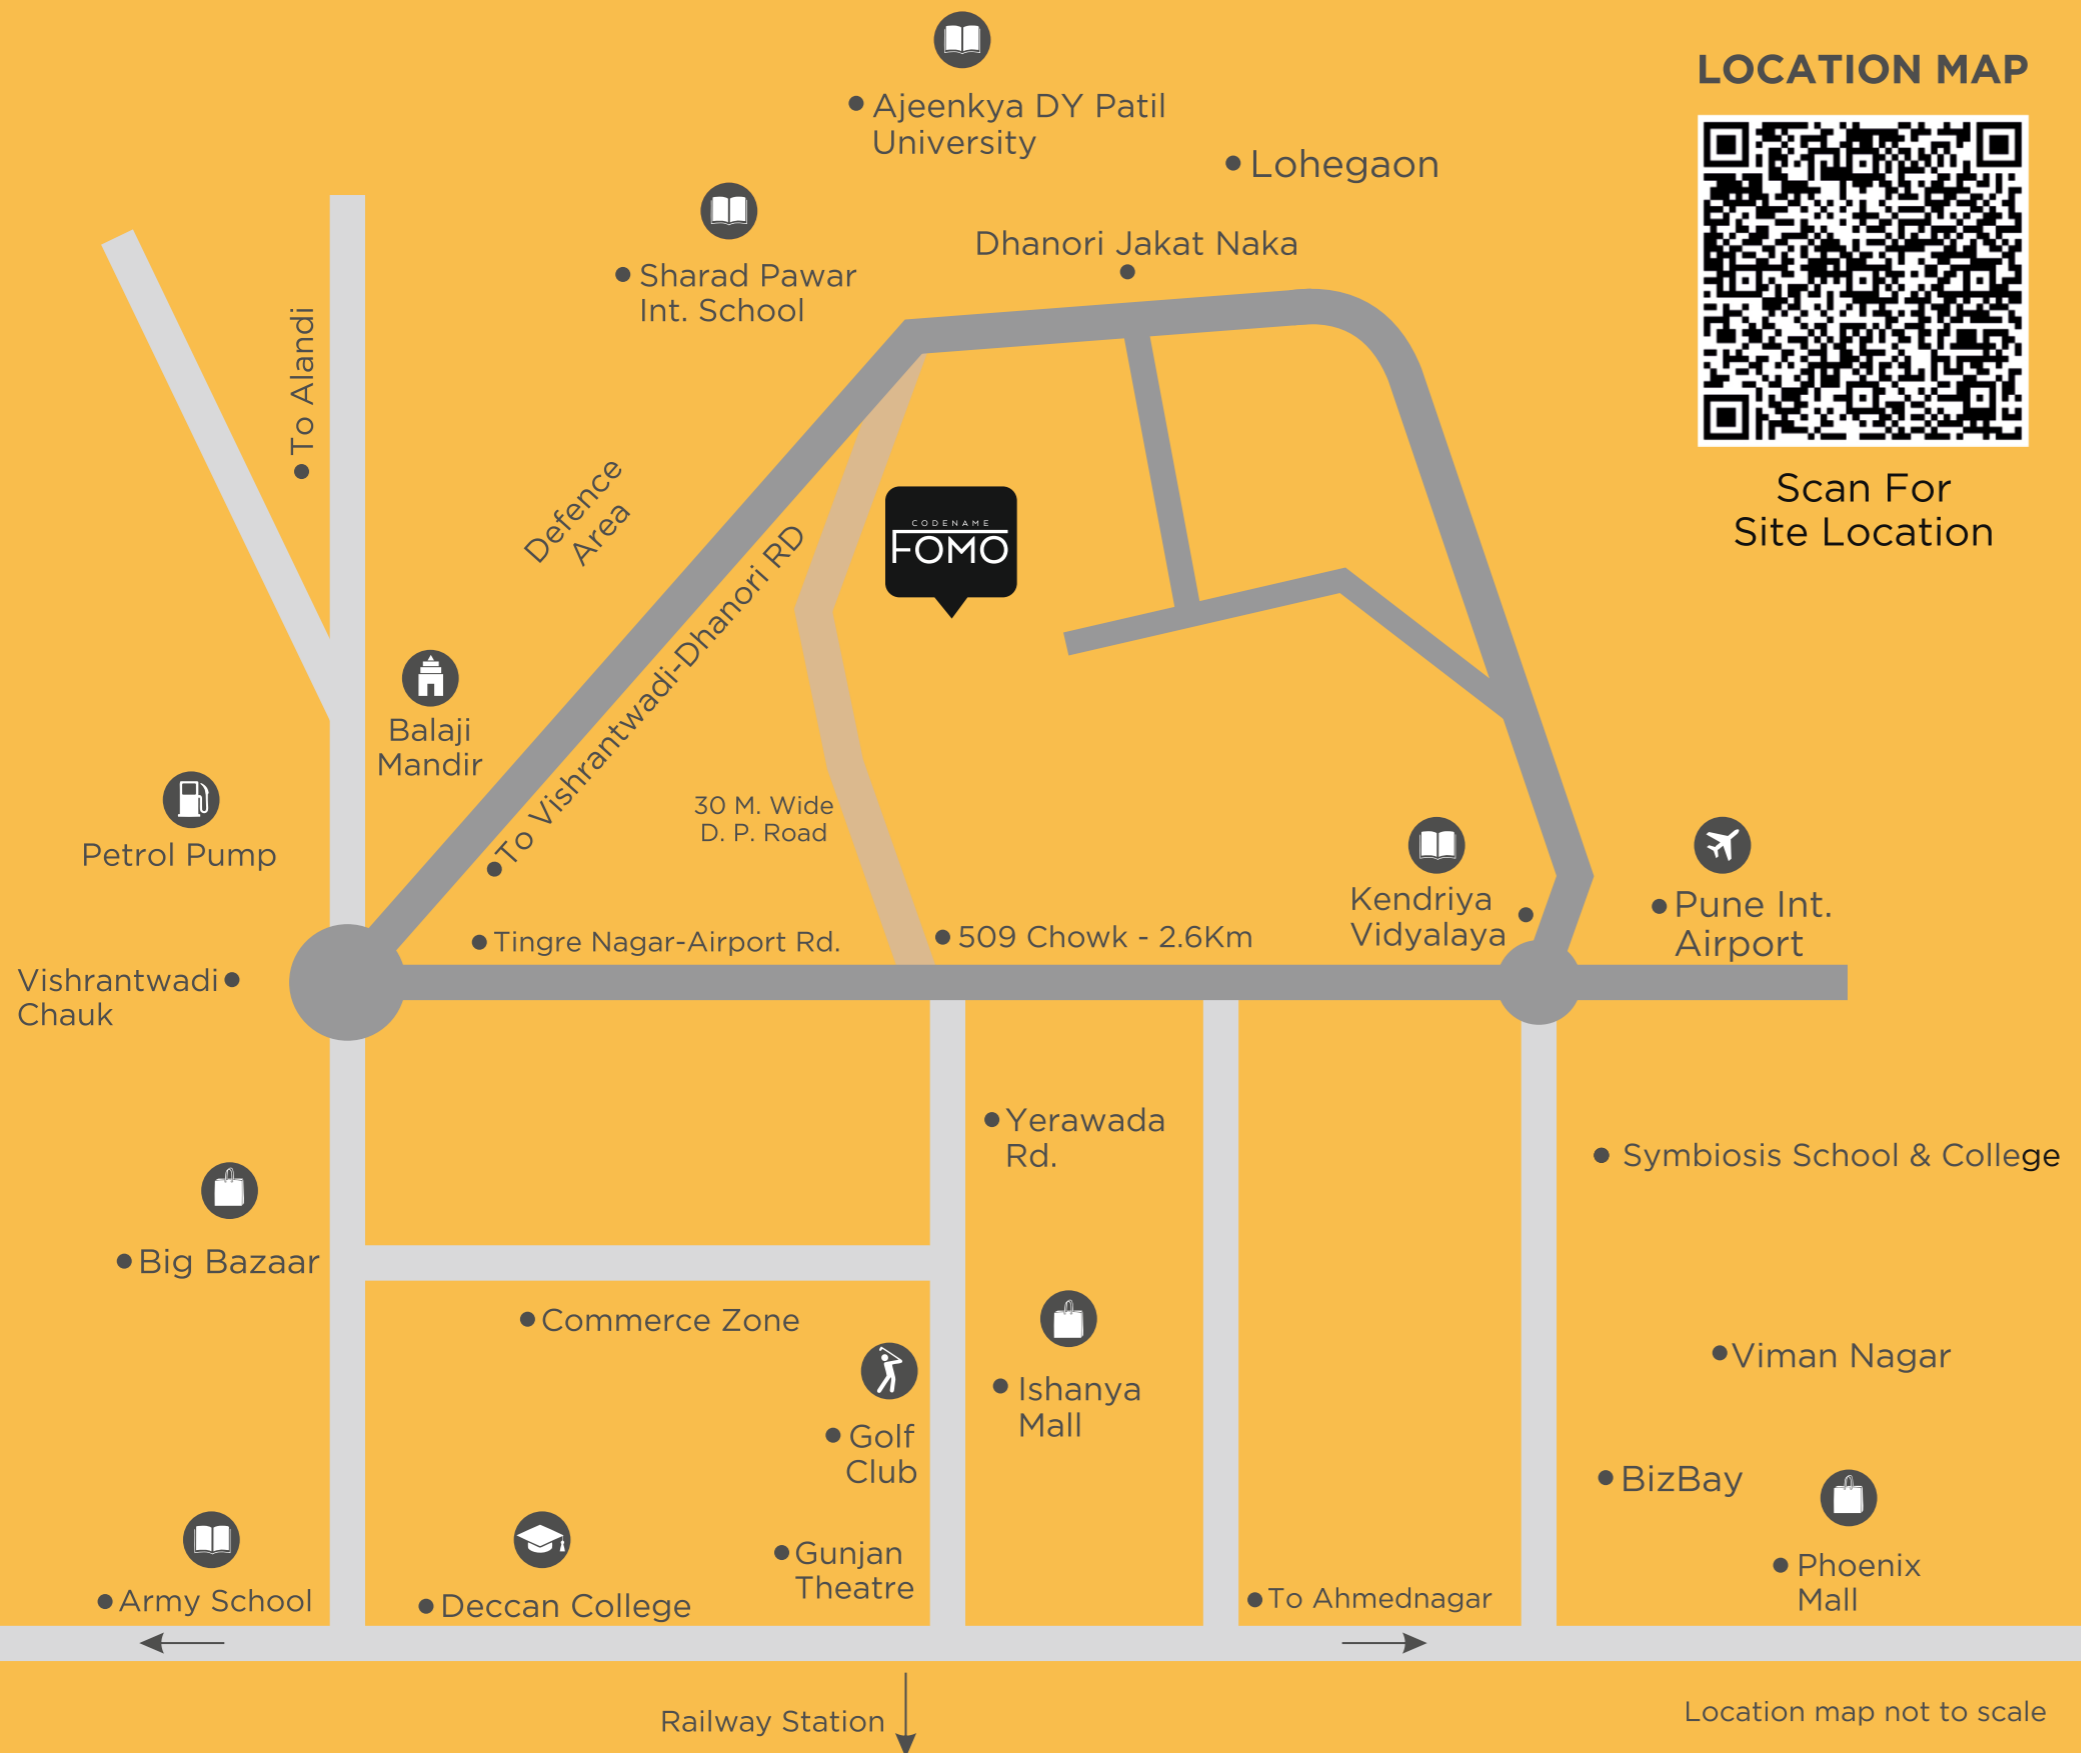 LOCATION MAP
Ajeenkya DY Patil
University
Lohegaon
Sharad Pawar
Int. School
Dhanori Jakat Naka
To Alandi
Defence
Area
CODENAME
FOMO
Scan For
Site Location
To Vishrantwadi-Dhanori RD
Balaji
Mandir
Petrol Pump
30 M. Wide
D. P. Road
Kendriya
Vidyalaya
Pune Int.
Airport
Tingre Nagar-Airport Rd.
509 Chowk - 2.6Km
Vishrantwadi
Chauk
Yerawada
Rd.
Symbiosis School & College
Big Bazaar
Commerce Zone
Viman Nagar
Ishanya
Mall
Golf
Club
BizBay
Gunjan
Theatre
Phoenix
Mall
Army School
Deccan College
To Ahmednagar
Railway Station
Location map not to scale